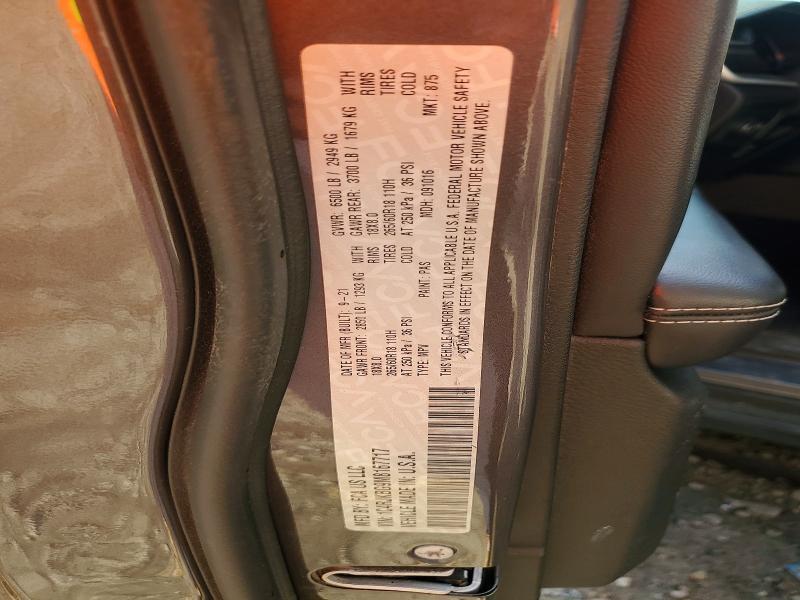 MFD BY: FCA US LLC
DATE OF MFR (BUILT): 9-21
GVWR: 6500 LB / 2949 KG
GAWR FRONT: 2850 LB / 1293 KG WITH
GAWR REAR: 3700 LB / 1679 KG WITH
18X8.0 RIMS
18X8.0 RIMS
265/60R18 110H TIRES
265/60R18 110H TIRES
AT 250 kPa / 36 PSI COLD
AT 250 kPa / 36 PSI COLD
VIN: 1C4RJKBG9M8167717
TYPE: MPV
PAINT: PAS
MDH: 091016
MKT: 875
VEHICLE MADE IN: U.S.A.
THIS VEHICLE CONFORMS TO ALL APPLICABLE U.S.A. FEDERAL MOTOR VEHICLE SAFETY
STANDARDS IN EFFECT ON THE DATE OF MANUFACTURE SHOWN ABOVE.